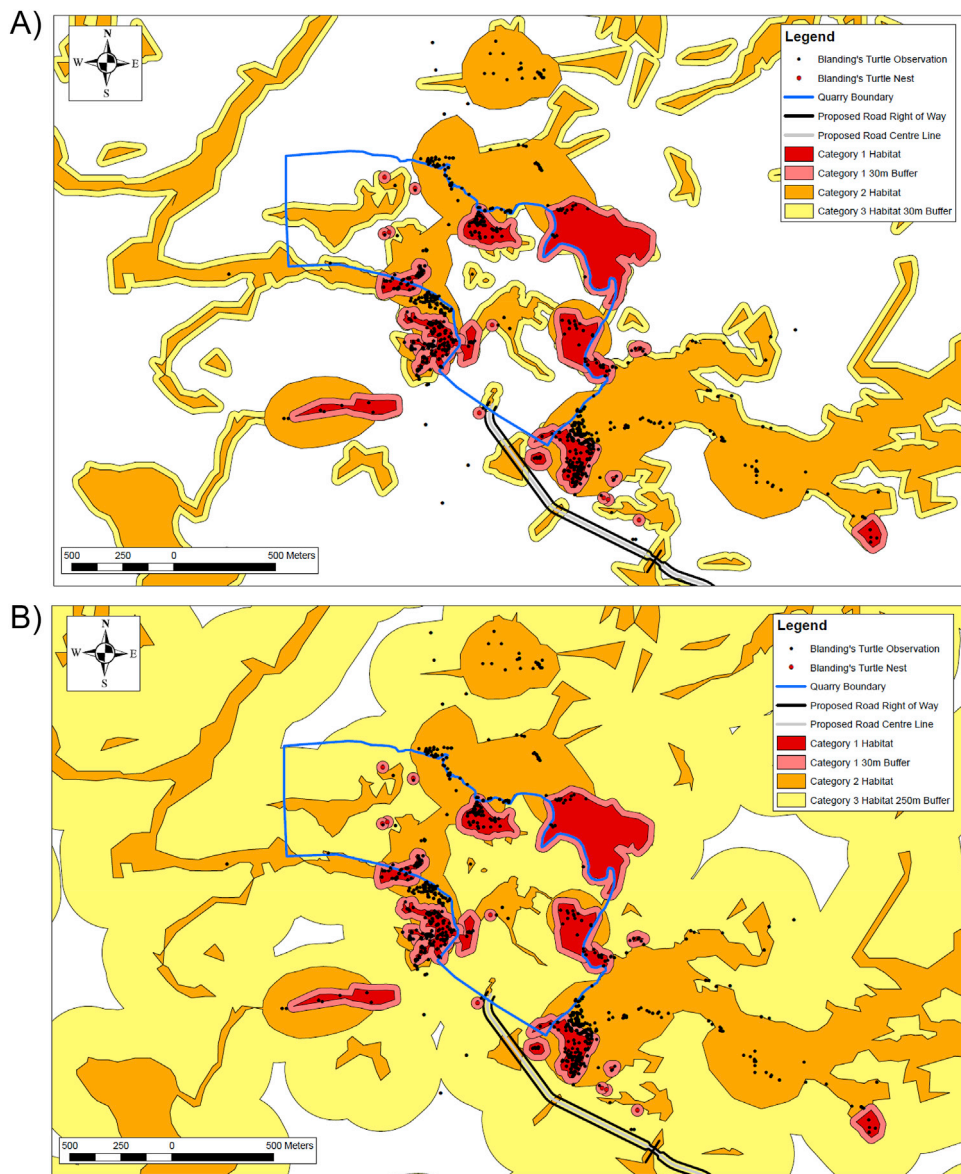 A)
N
W E
S
Legend
Blanding's Turtle Observation
Blanding's Turtle Nest
Quarry Boundary
Proposed Road Right of Way
Proposed Road Centre Line
Category 1 Habitat
Category 1 30m Buffer
Category 2 Habitat
Category 3 Habitat 30m Buffer
500 250 0 500 Meters
B)
N
W E
S
Legend
Blanding's Turtle Observation
Blanding's Turtle Nest
Quarry Boundary
Proposed Road Right of Way
Proposed Road Centre Line
Category 1 Habitat
Category 1 30m Buffer
Category 2 Habitat
Category 3 Habitat 250m Buffer
500 250 0 500 Meters